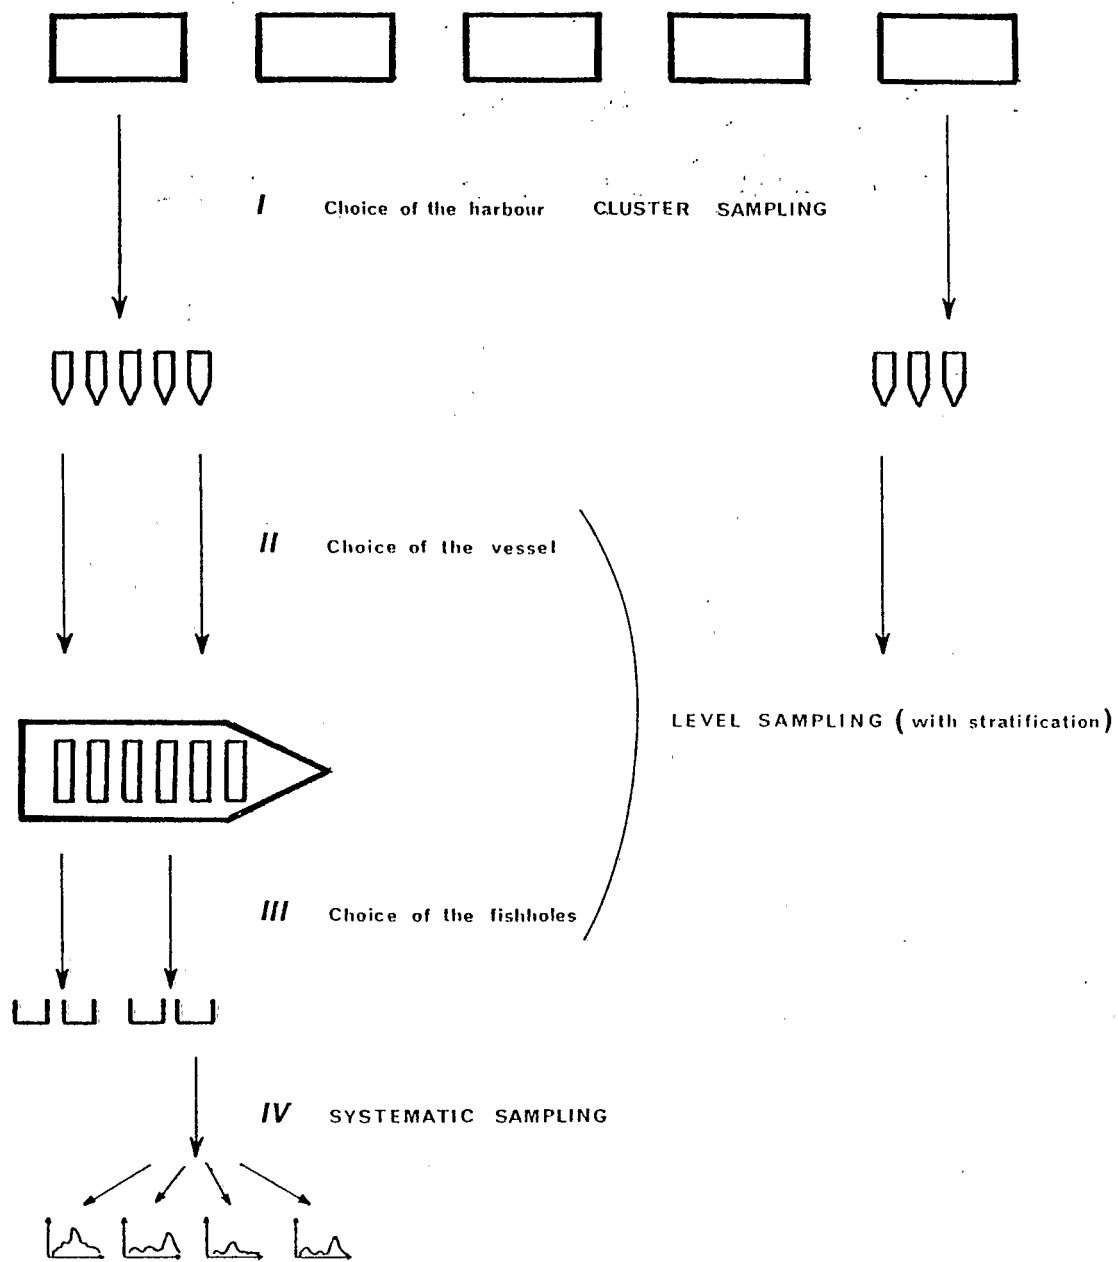 I Choice of the harbour CLUSTER SAMPLING
II Choice of the vessel
LEVEL SAMPLING (with stratification)
III Choice of the fishholes
IV SYSTEMATIC SAMPLING